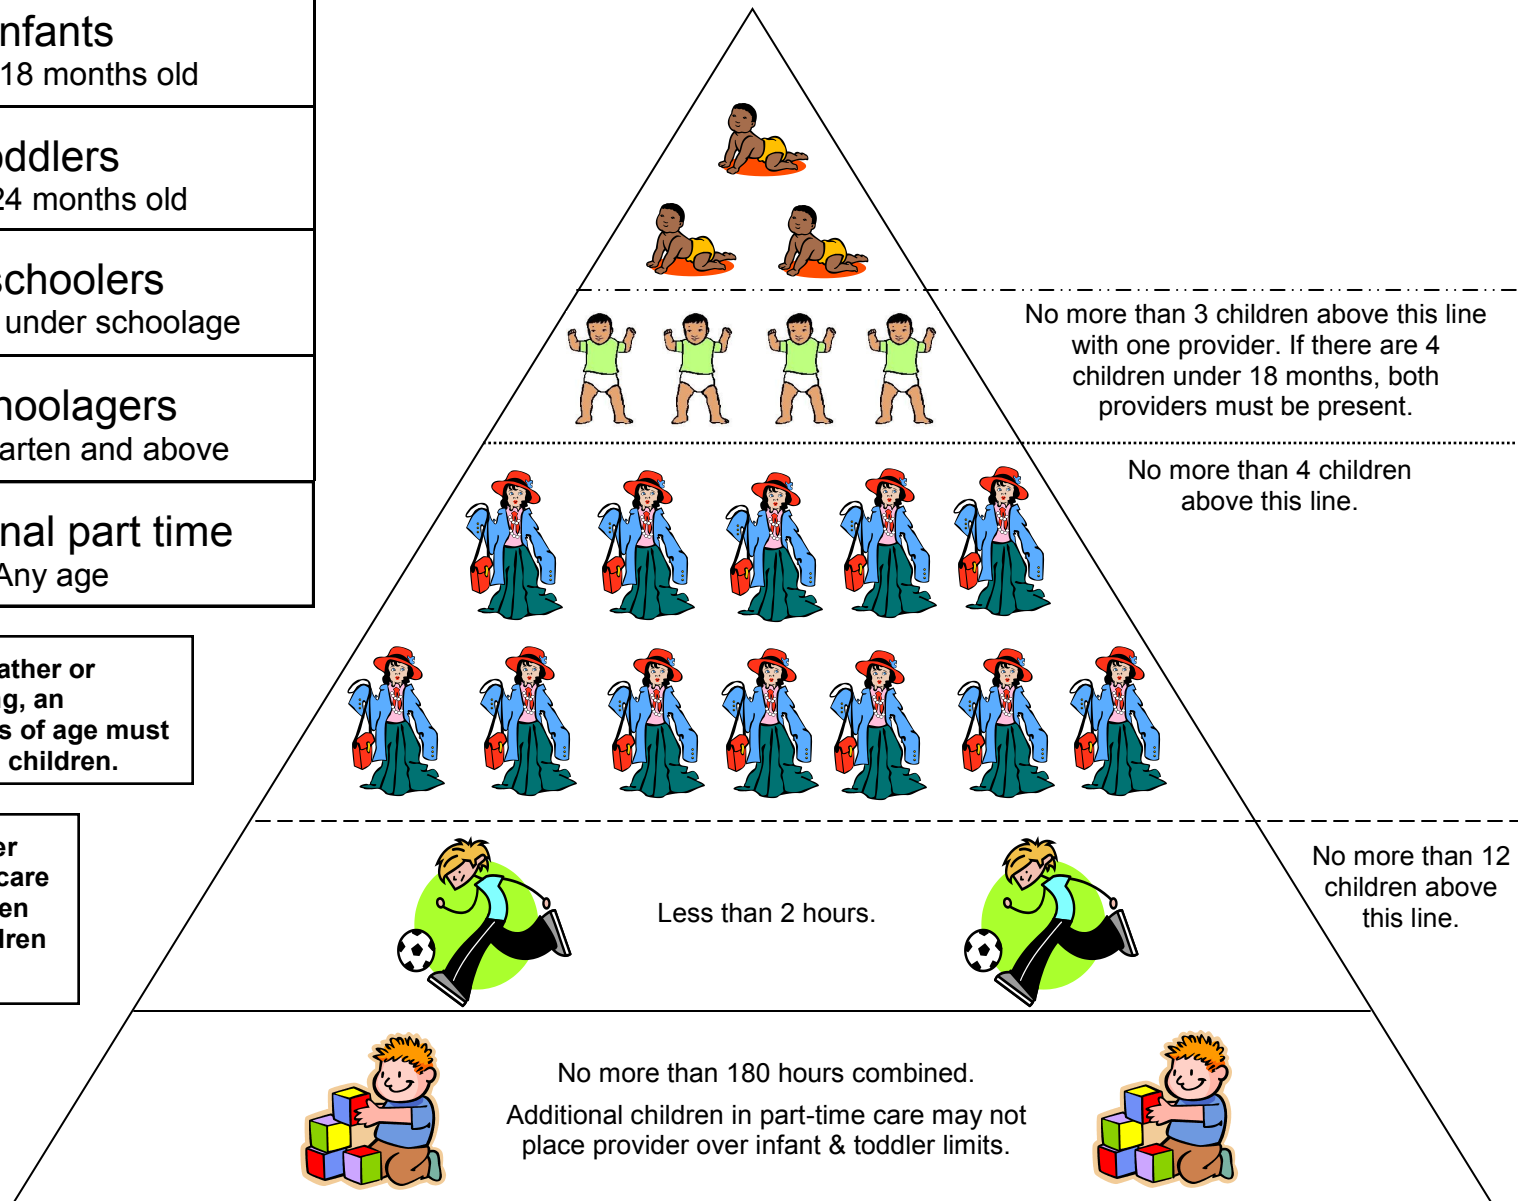 nfants
18 months old
oddlers
24 months old
schoolers
under schoolage
hoolagers
arten and above
nal part time
Any age
ather or
ng, an
s of age must
children.
er
care
en
dren
No more than 3 children above this line
with one provider. If there are 4
children under 18 months, both
providers must be present.
No more than 4 children
above this line.
No more than 12
children above
this line.
Less than 2 hours.
No more than 180 hours combined.
Additional children in part-time care may not
place provider over infant & toddler limits.